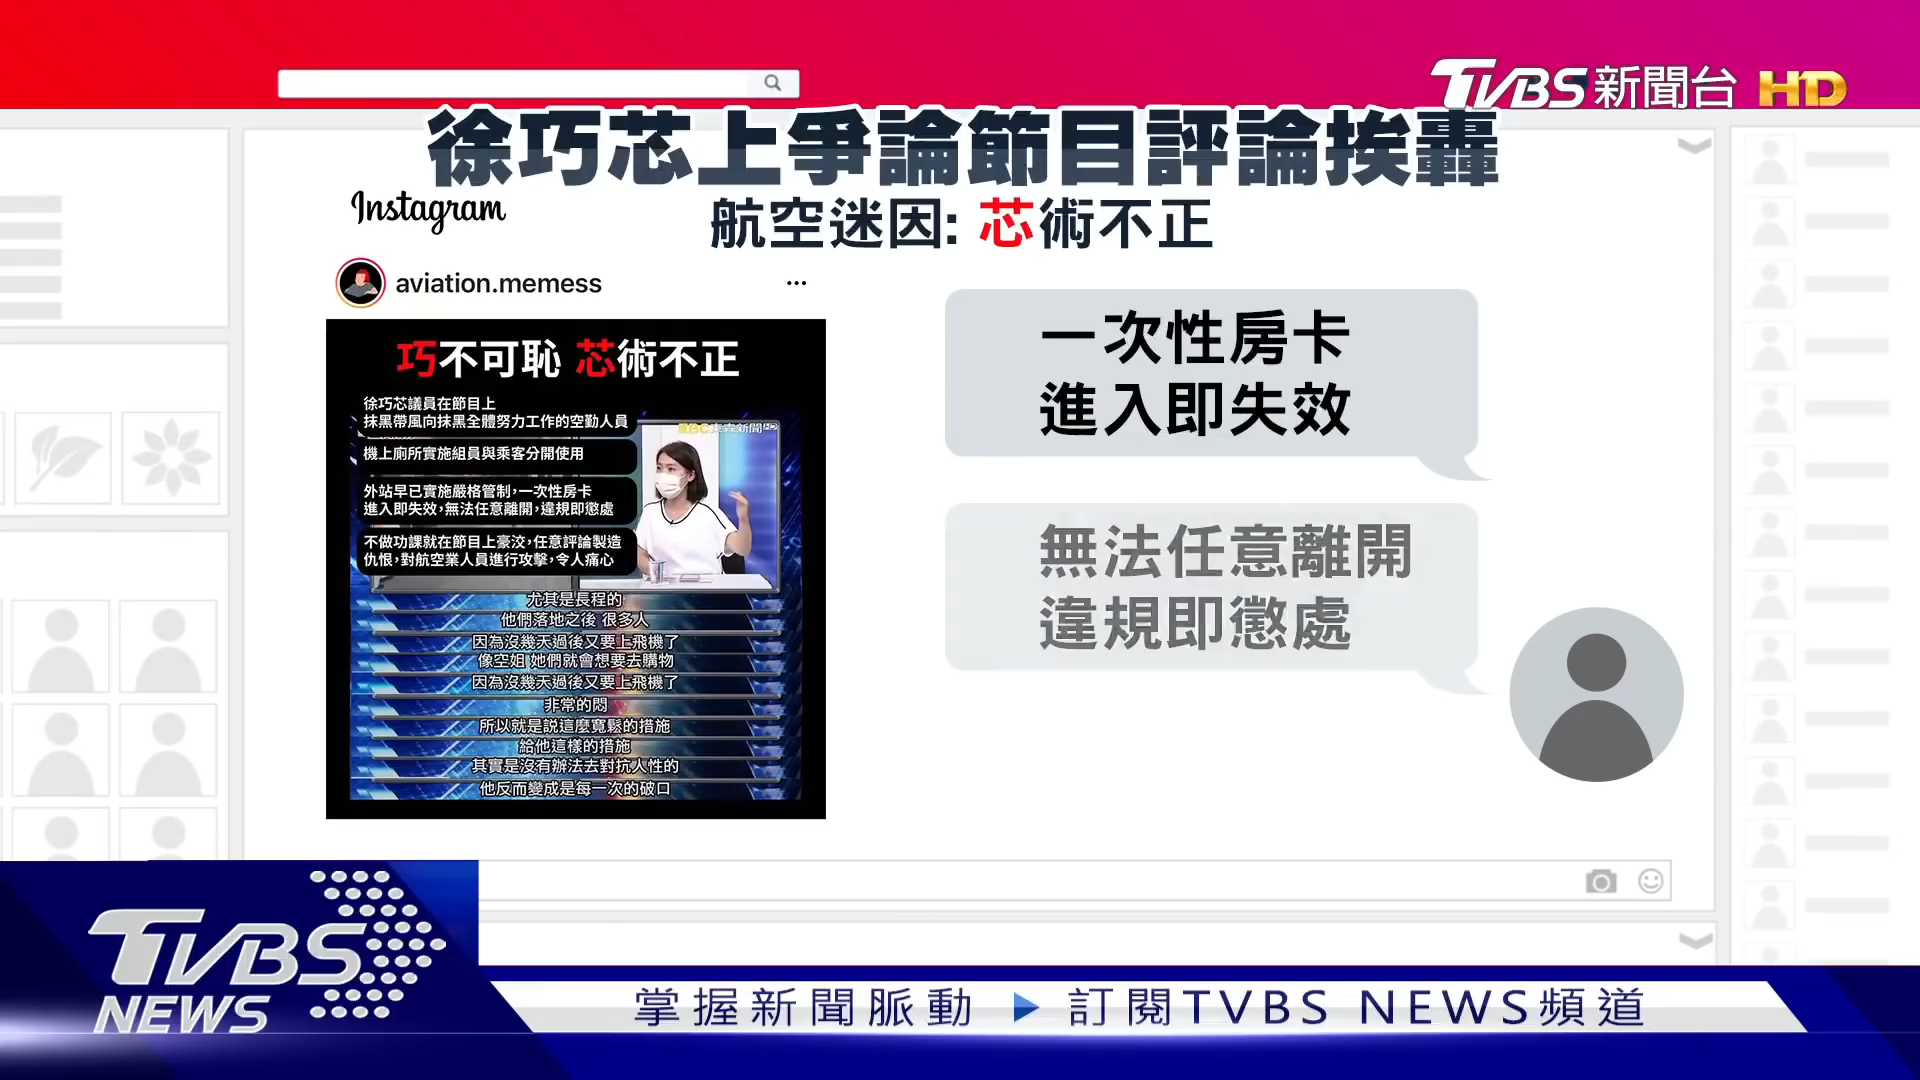 TVBS新聞台 HD
徐巧芯上爭論節目評論挨轟
Instagram
航空迷因: 芯術不正
aviation.memess
巧不可恥 芯術不正
徐巧芯議員在節目上
抹黑帶風向抹黑全體努力工作的空勤人員
機上廁所實施組員與乘客分開使用
外站早已實施嚴格管制,一次性房卡
進入即失效,無法任意離開,違規即懲處
不做功課就在節目上豪洨,任意評論製造
仇恨,對航空業人員進行攻擊,令人痛心
EBC東森新聞HD
尤其是長程的
他們落地之後 很多人
因為沒幾天過後又要上飛機了
像空姐 她們就會想要去購物
因為沒幾天過後又要上飛機了
非常的悶
所以就是説這麼寬鬆的措施
給他這樣的措施
其實是沒有辦法去對抗人性的
他反而變成是每一次的破口
一次性房卡
進入即失效
無法任意離開
違規即懲處
TVBS
NEWS
掌握新聞脈動 ▶ 訂閱TVBS NEWS頻道